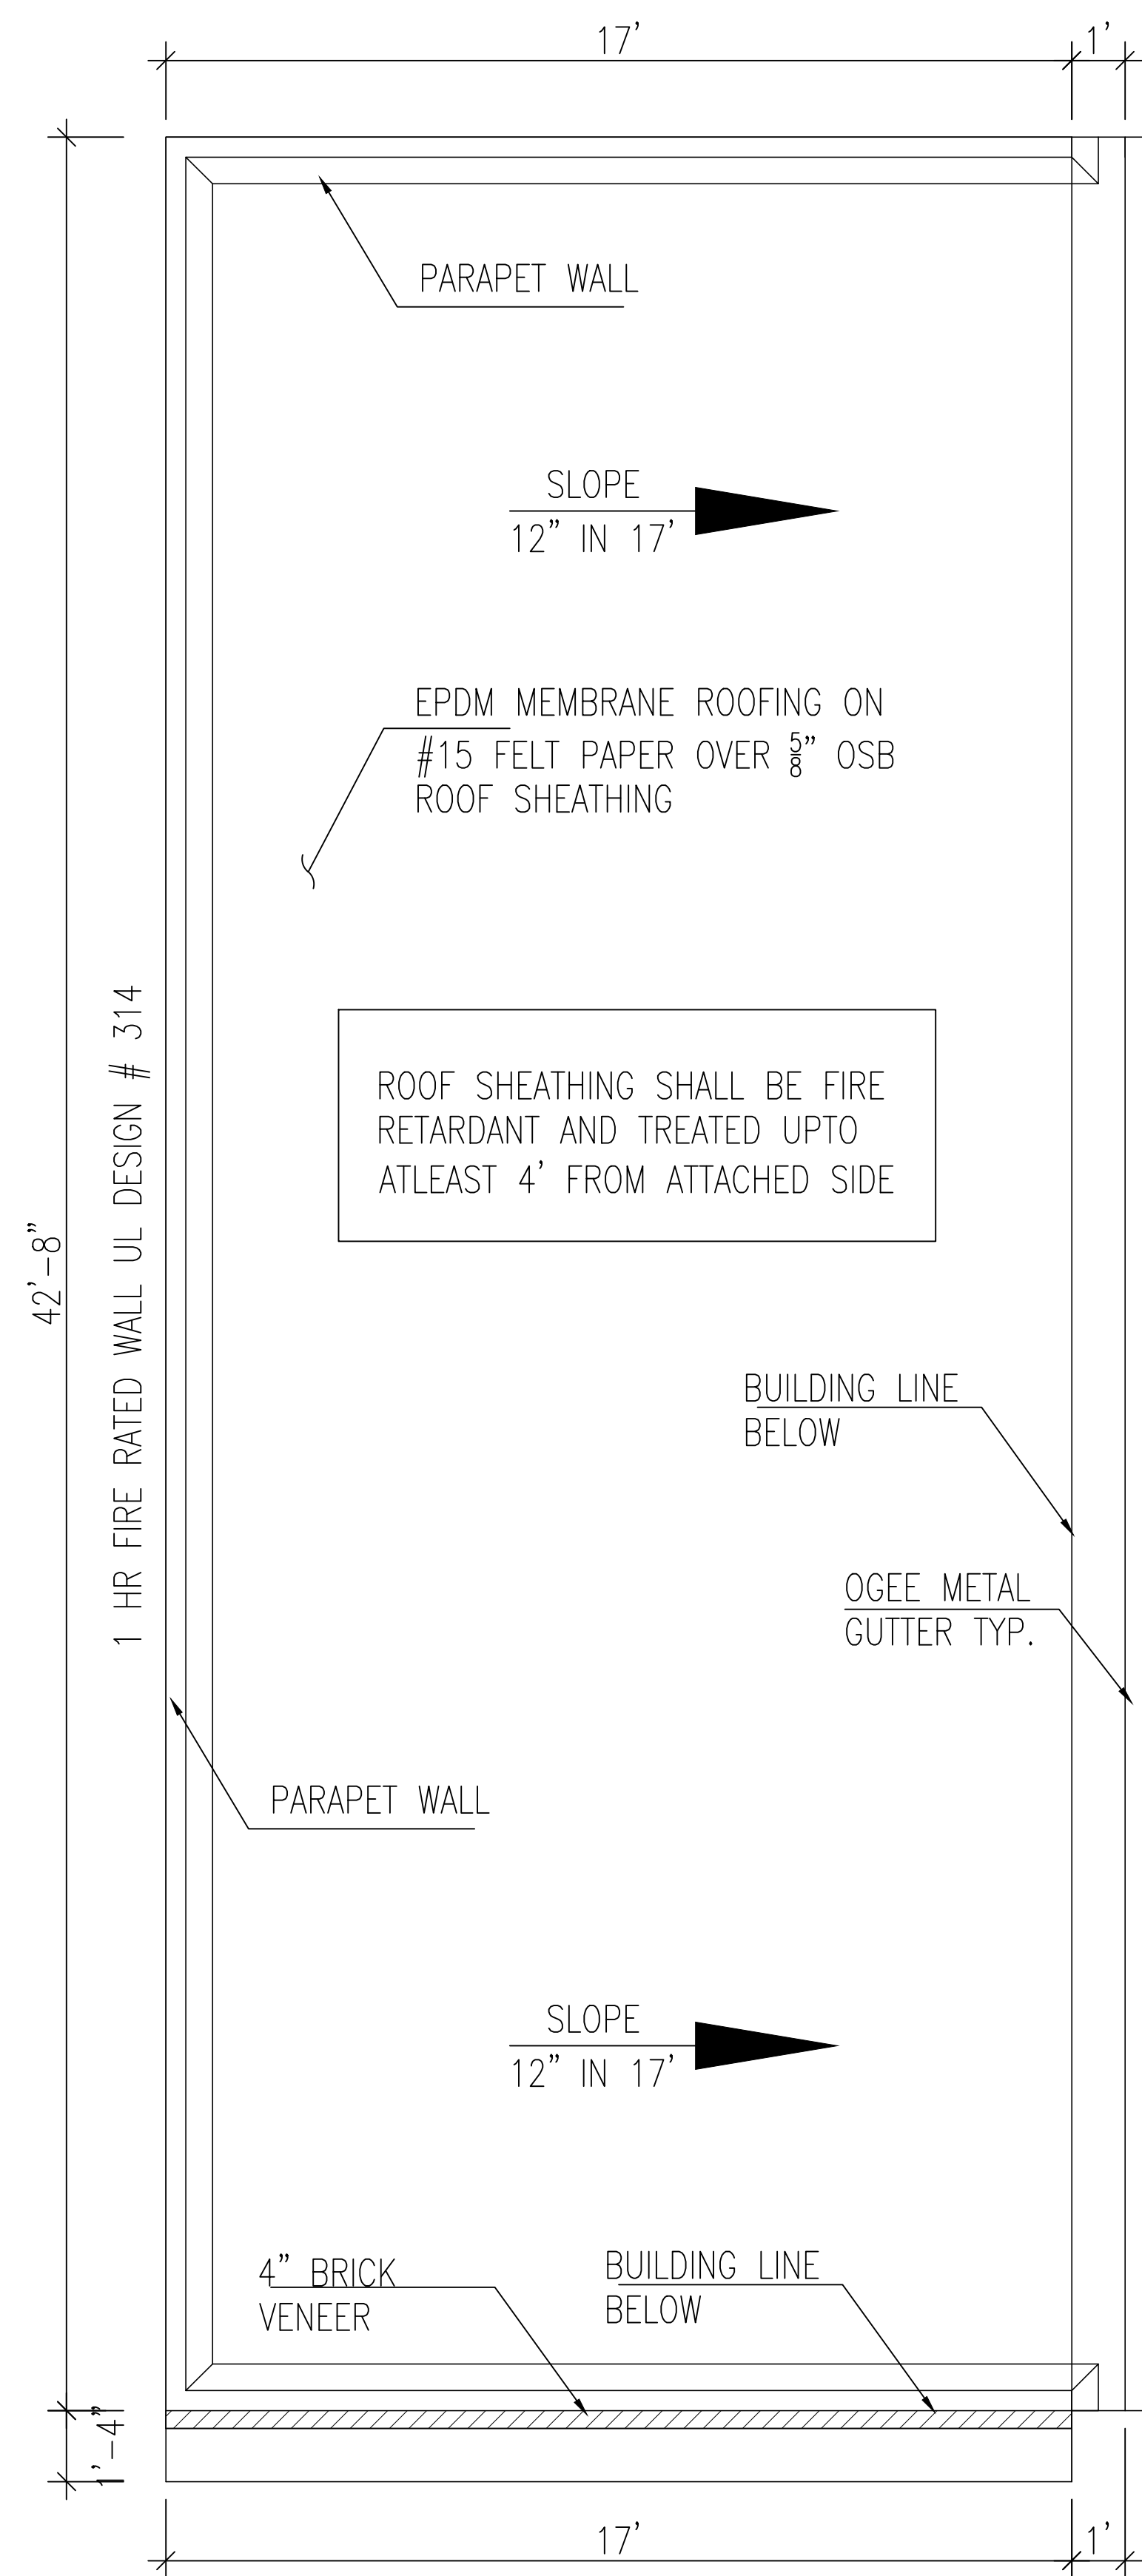 17' 1'
PARAPET WALL
SLOPE
12" IN 17'
EPDM MEMBRANE ROOFING ON
#15 FELT PAPER OVER 5/8" OSB
ROOF SHEATHING
1 HR FIRE RATED WALL UL DESIGN # 314
ROOF SHEATHING SHALL BE FIRE
RETARDANT AND TREATED UPTO
ATLEAST 4' FROM ATTACHED SIDE
42'-8"
BUILDING LINE
BELOW
OGEE METAL
GUTTER TYP.
PARAPET WALL
SLOPE
12" IN 17'
4" BRICK
VENEER
BUILDING LINE
BELOW
1'-4"
17' 1'